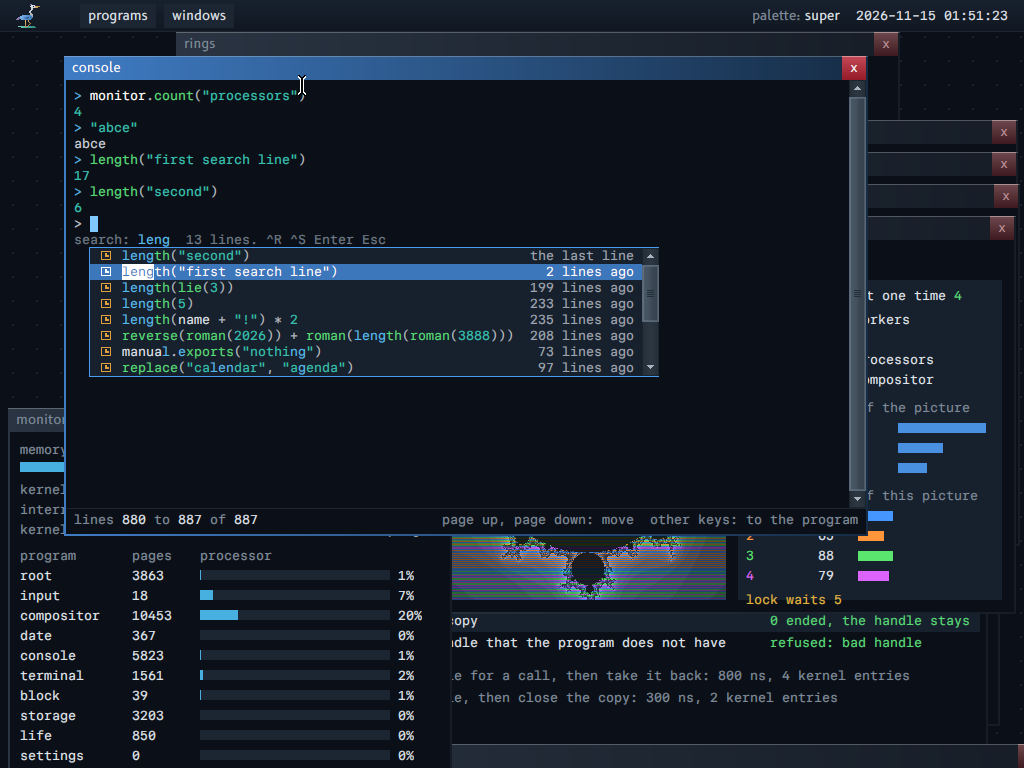 programs windows palette: super 2026-11-15 01:51:23
rings x
console x
> monitor.count("processors")
4
> "abce"
abce
> length("first search line")
17
> length("second")
6
>
search: leng 13 lines. ^R ^S Enter Esc
length("second") the last line
length("first search line") 2 lines ago
length(lie(3)) 199 lines ago
length(5) 233 lines ago
length(name + "!") * 2 235 lines ago
reverse(roman(2026)) + roman(length(roman(3888))) 208 lines ago
manual.exports("nothing") 73 lines ago
replace("calendar", "agenda") 97 lines ago
lines 880 to 887 of 887 page up, page down: move other keys: to the program
x
x
x
x
t one time 4
rkers
rocessors
ompositor
f the picture
f this picture
3 88
4 79
lock waits 5
monitor
memory
kernel
inter
kerne
program pages processor
root 3863 1%
input 18 7%
compositor 10453 20%
date 367 0%
console 5823 1%
terminal 1561 2%
block 39 1%
storage 3203 0%
life 850 0%
settings 0 0%
copy 0 ended, the handle stays
ndle that the program does not have refused: bad handle
le for a call, then take it back: 800 ns, 4 kernel entries
le, then close the copy: 300 ns, 2 kernel entries